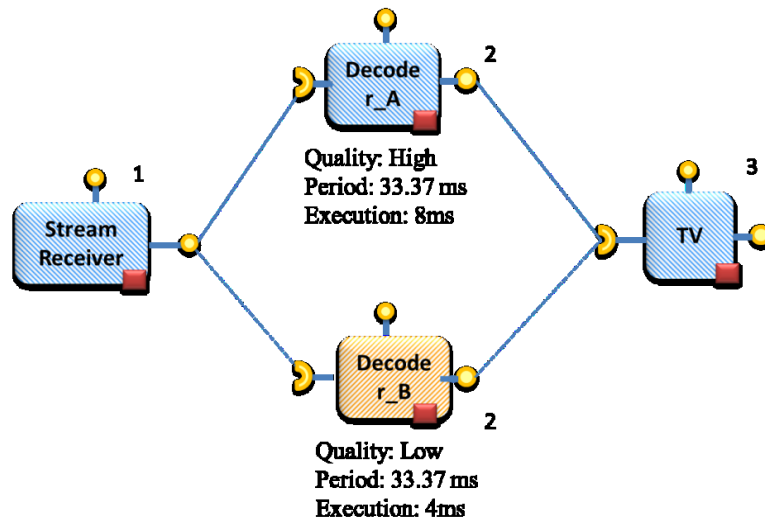 2
Decode
r_A
Quality: High
Period: 33.37 ms
Execution: 8ms
1
Stream
Receiver
3
TV
Decode
r_B
2
Quality: Low
Period: 33.37 ms
Execution: 4ms